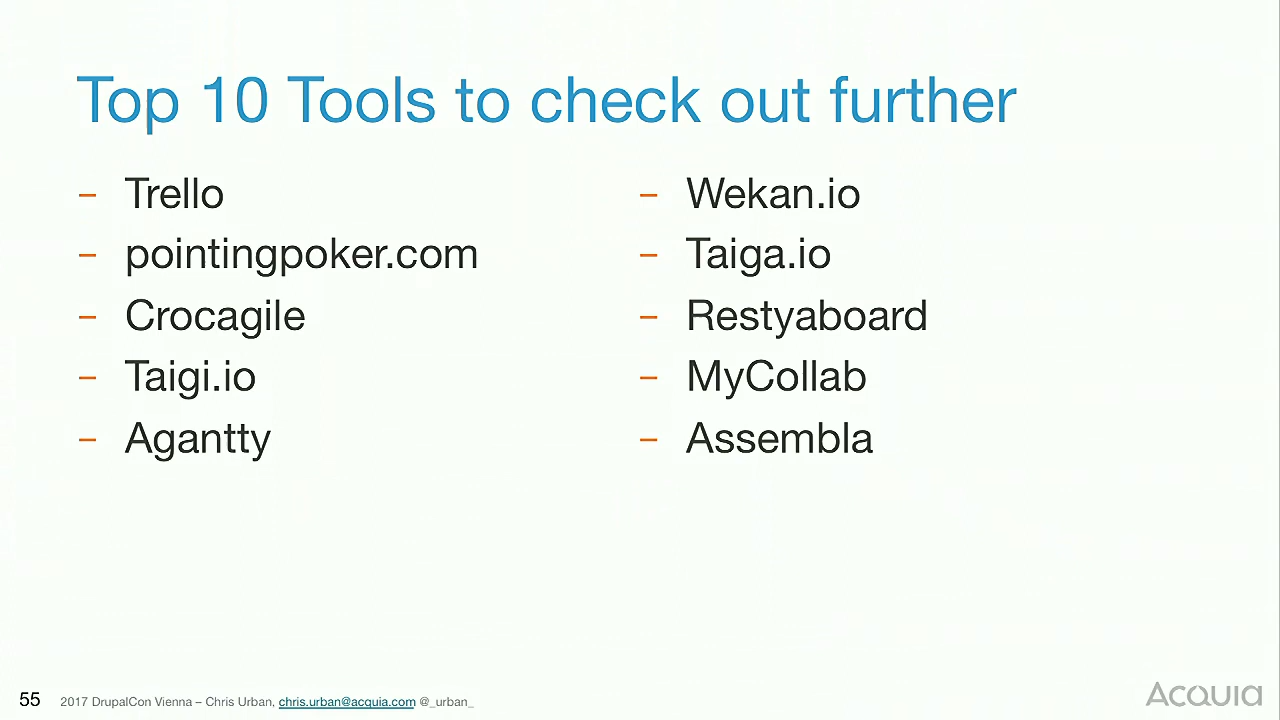 Top 10 Tools to check out further
– Trello
– pointingpoker.com
– Crocagile
– Taigi.io
– Agantty
– Wekan.io
– Taiga.io
– Restyaboard
– MyCollab
– Assembla
55 2017 DrupalCon Vienna – Chris Urban, chris.urban@acquia.com @_urban_
Acquia